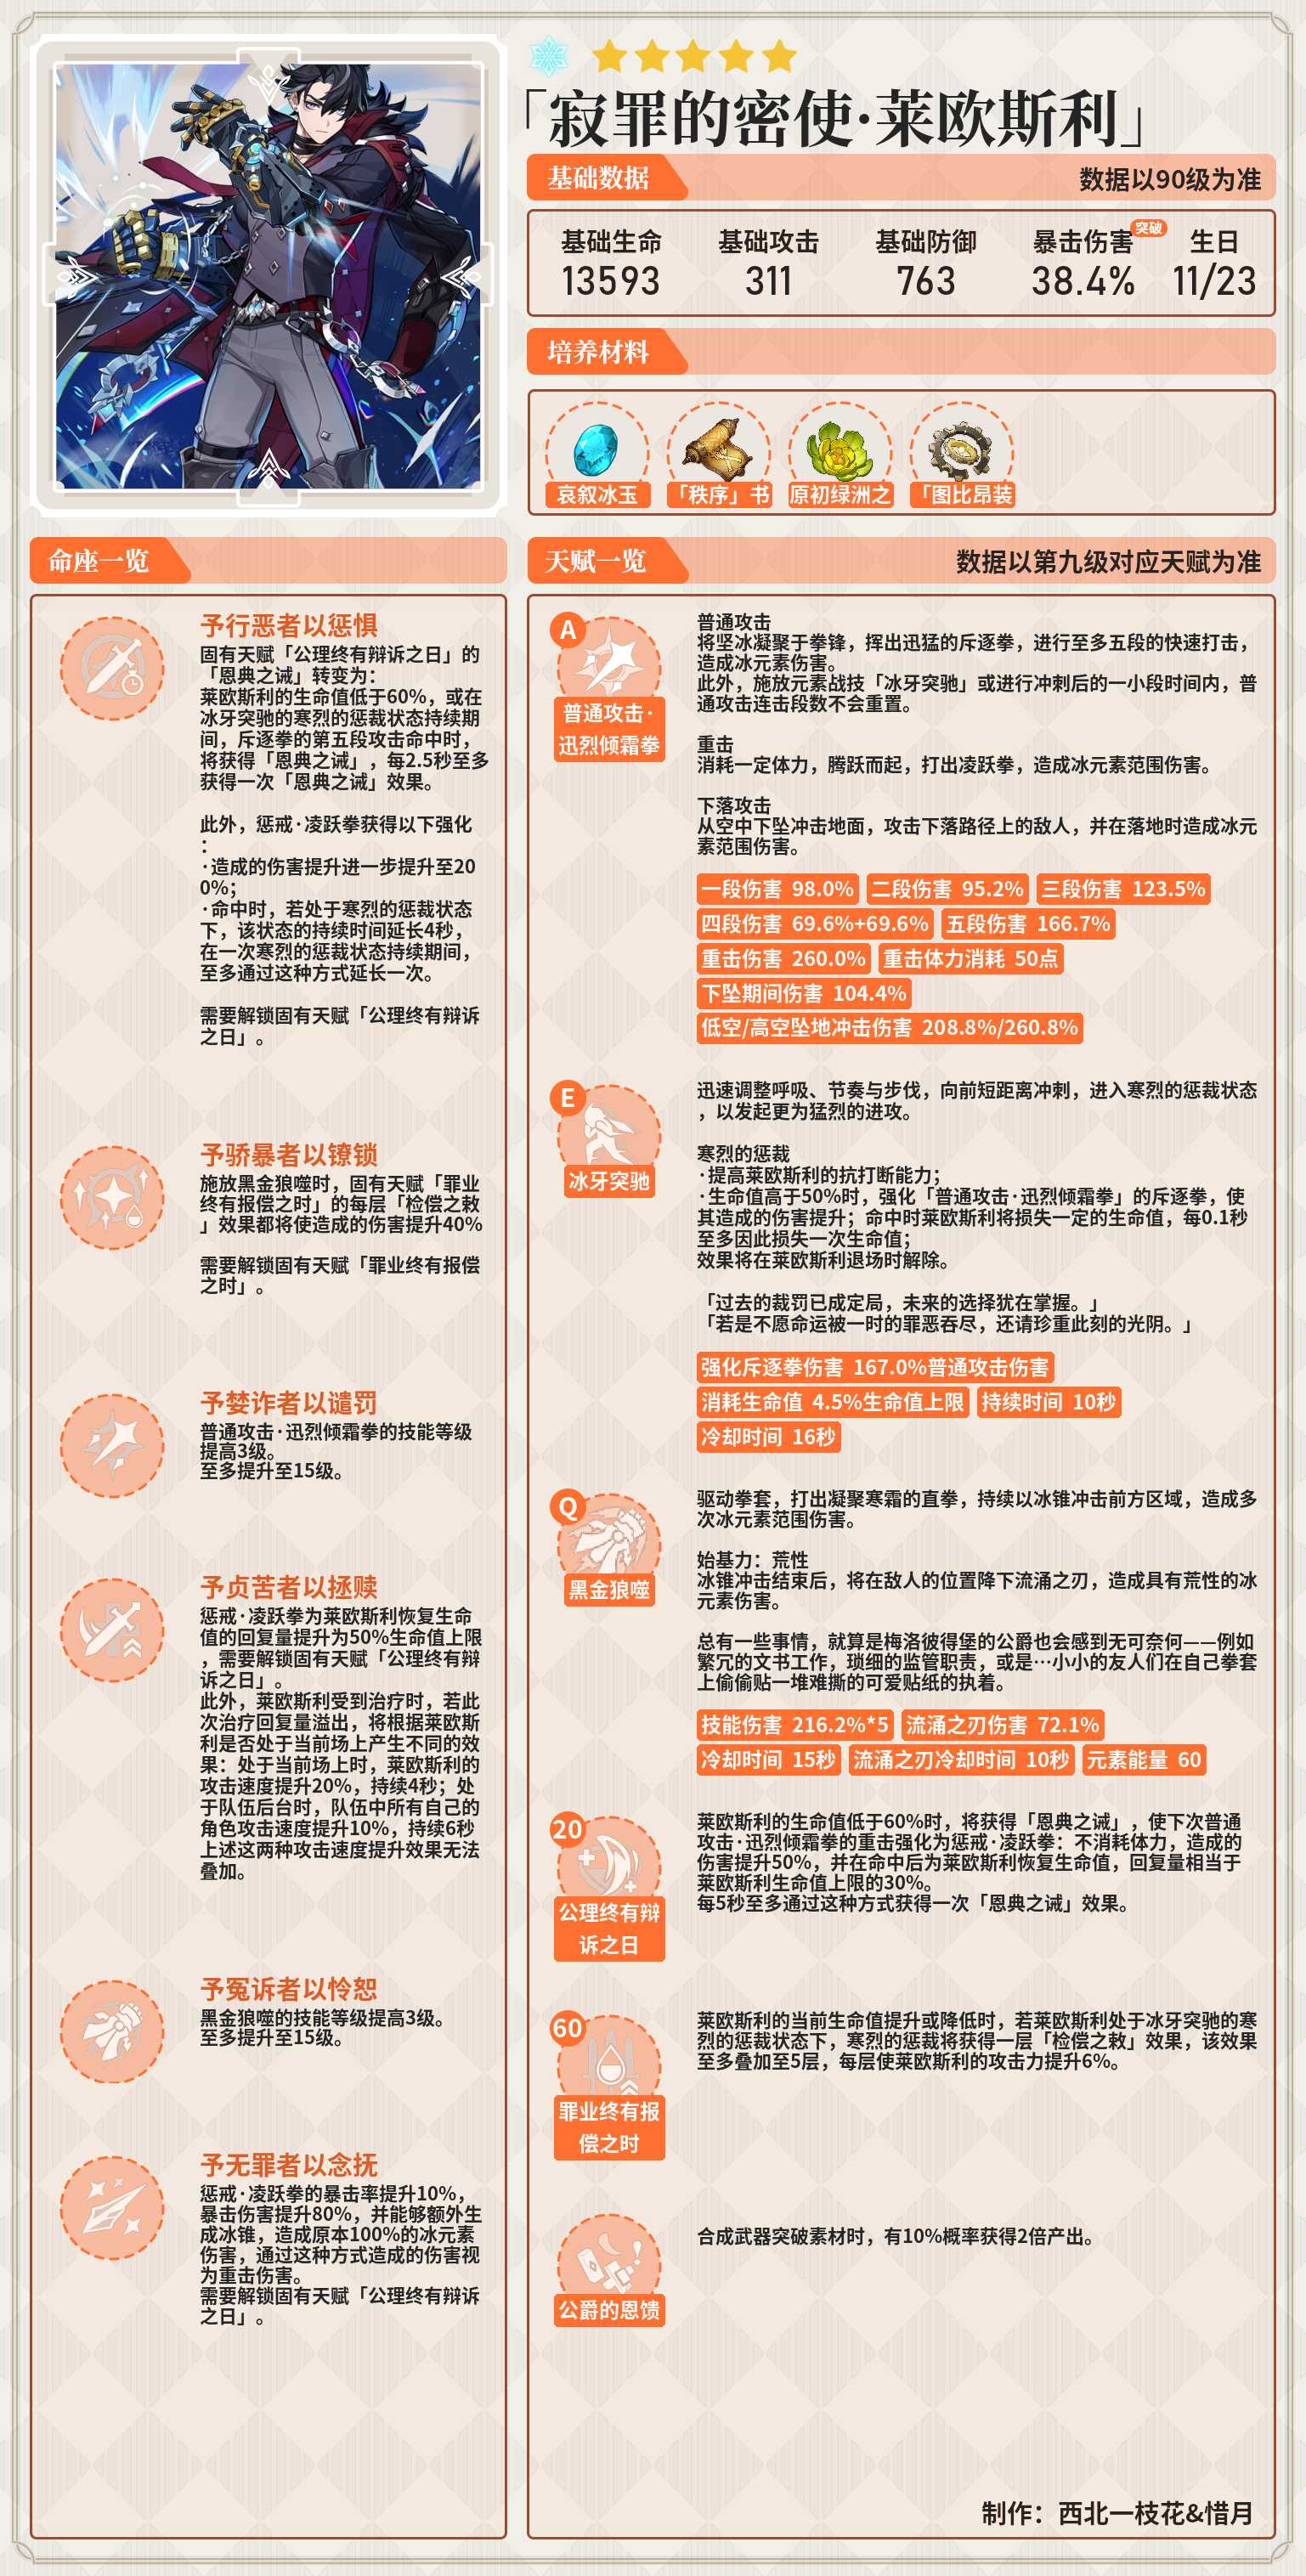 「寂罪的密使·莱欧斯利」
基础数据
数据以90级为准
基础生命
基础攻击
基础防御
暴击伤害
突破
生日
13593
311
763
38.4%
11/23
培养材料
哀叙冰玉
「秩序」书
原初绿洲之
「图比昂装
命座一览
予行恶者以惩惧
固有天赋「公理终有辩诉之日」的
「恩典之诫」转变为：
莱欧斯利的生命值低于60%，或在
冰牙突驰的寒烈的惩裁状态持续期
间，斥逐拳的第五段攻击命中时，
将获得「恩典之诫」，每2.5秒至多
获得一次「恩典之诫」效果。
此外，惩戒·凌跃拳获得以下强化
：
·造成的伤害提升进一步提升至20
0%；
·命中时，若处于寒烈的惩裁状态
下，该状态的持续时间延长4秒，
在一次寒烈的惩裁状态持续期间，
至多通过这种方式延长一次。
需要解锁固有天赋「公理终有辩诉
之日」。
予骄暴者以镣锁
施放黑金狼噬时，固有天赋「罪业
终有报偿之时」的每层「检偿之敕
」效果都将使造成的伤害提升40%
需要解锁固有天赋「罪业终有报偿
之时」。
予婪诈者以谴罚
普通攻击·迅烈倾霜拳的技能等级
提高3级。
至多提升至15级。
予贞苦者以拯赎
惩戒·凌跃拳为莱欧斯利恢复生命
值的回复量提升为50%生命值上限
，需要解锁固有天赋「公理终有辩
诉之日」。
此外，莱欧斯利受到治疗时，若此
次治疗回复量溢出，将根据莱欧斯
利是否处于当前场上产生不同的效
果：处于当前场上时，莱欧斯利的
攻击速度提升20%，持续4秒；处
于队伍后台时，队伍中所有自己的
角色攻击速度提升10%，持续6秒
上述这两种攻击速度提升效果无法
叠加。
予冤诉者以怜恕
黑金狼噬的技能等级提高3级。
至多提升至15级。
予无罪者以念抚
惩戒·凌跃拳的暴击率提升10%，
暴击伤害提升80%，并能够额外生
成冰锥，造成原本100%的冰元素
伤害，通过这种方式造成的伤害视
为重击伤害。
需要解锁固有天赋「公理终有辩诉
之日」。
天赋一览
数据以第九级对应天赋为准
A
普通攻击·
迅烈倾霜拳
普通攻击
将坚冰凝聚于拳锋，挥出迅猛的斥逐拳，进行至多五段的快速打击，
造成冰元素伤害。
此外，施放元素战技「冰牙突驰」或进行冲刺后的一小段时间内，普
通攻击连击段数不会重置。
重击
消耗一定体力，腾跃而起，打出凌跃拳，造成冰元素范围伤害。
下落攻击
从空中下坠冲击地面，攻击下落路径上的敌人，并在落地时造成冰元
素范围伤害。
一段伤害 98.0% 二段伤害 95.2% 三段伤害 123.5%
四段伤害 69.6%+69.6% 五段伤害 166.7%
重击伤害 260.0% 重击体力消耗 50点
下坠期间伤害 104.4%
低空/高空坠地冲击伤害 208.8%/260.8%
E
冰牙突驰
迅速调整呼吸、节奏与步伐，向前短距离冲刺，进入寒烈的惩裁状态
，以发起更为猛烈的进攻。
寒烈的惩裁
·提高莱欧斯利的抗打断能力；
·生命值高于50%时，强化「普通攻击·迅烈倾霜拳」的斥逐拳，使
其造成的伤害提升；命中时莱欧斯利将损失一定的生命值，每0.1秒
至多因此损失一次生命值；
效果将在莱欧斯利退场时解除。
「过去的裁罚已成定局，未来的选择犹在掌握。」
「若是不愿命运被一时的罪恶吞尽，还请珍重此刻的光阴。」
强化斥逐拳伤害 167.0%普通攻击伤害
消耗生命值 4.5%生命值上限 持续时间 10秒
冷却时间 16秒
Q
黑金狼噬
驱动拳套，打出凝聚寒霜的直拳，持续以冰锥冲击前方区域，造成多
次冰元素范围伤害。
始基力：荒性
冰锥冲击结束后，将在敌人的位置降下流涌之刃，造成具有荒性的冰
元素伤害。
总有一些事情，就算是梅洛彼得堡的公爵也会感到无可奈何——例如
繁冗的文书工作，琐细的监管职责，或是…小小的友人们在自己拳套
上偷偷贴一堆难撕的可爱贴纸的执着。
技能伤害 216.2%*5 流涌之刃伤害 72.1%
冷却时间 15秒 流涌之刃冷却时间 10秒 元素能量 60
20
公理终有辩
诉之日
莱欧斯利的生命值低于60%时，将获得「恩典之诫」，使下次普通
攻击·迅烈倾霜拳的重击强化为惩戒·凌跃拳：不消耗体力，造成的
伤害提升50%，并在命中后为莱欧斯利恢复生命值，回复量相当于
莱欧斯利生命值上限的30%。
每5秒至多通过这种方式获得一次「恩典之诫」效果。
60
罪业终有报
偿之时
莱欧斯利的当前生命值提升或降低时，若莱欧斯利处于冰牙突驰的寒
烈的惩裁状态下，寒烈的惩裁将获得一层「检偿之敕」效果，该效果
至多叠加至5层，每层使莱欧斯利的攻击力提升6%。
公爵的恩馈
合成武器突破素材时，有10%概率获得2倍产出。
制作：西北一枝花&惜月